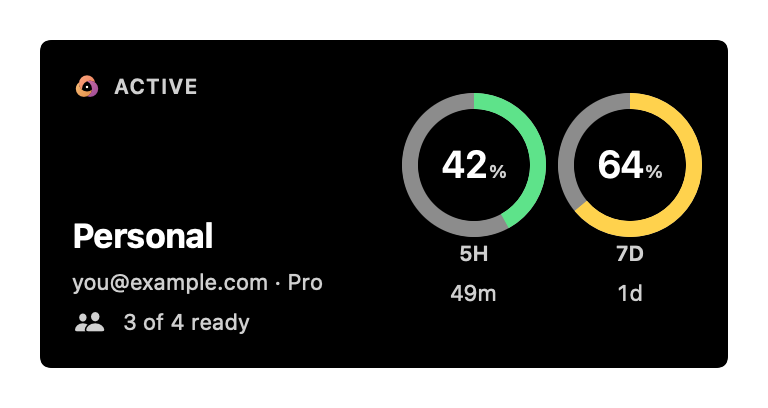 ACTIVE
42%
64%
Personal
5H
7D
you@example.com · Pro
49m
1d
3 of 4 ready